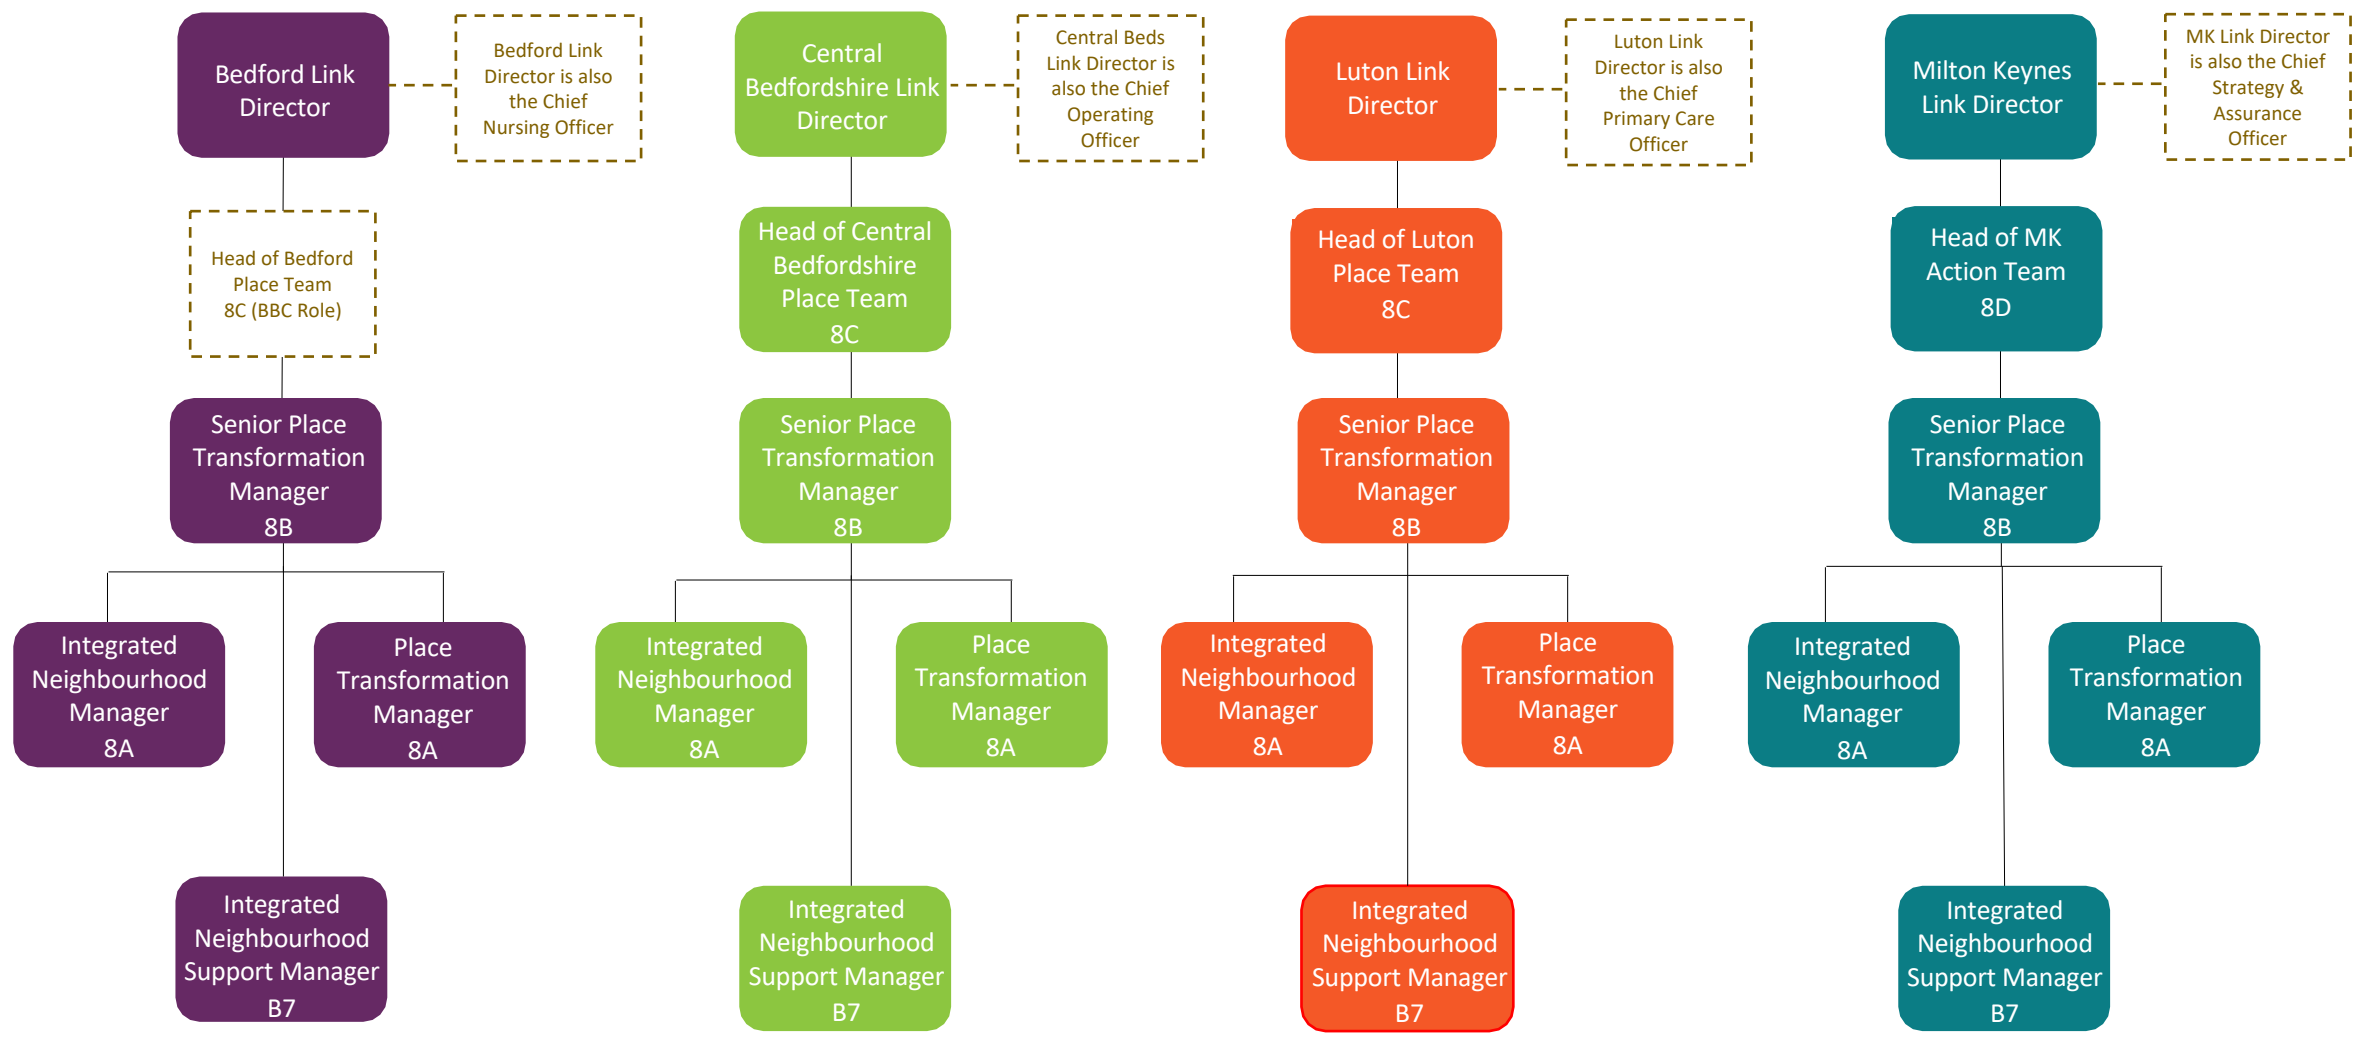 Bedford Link
Director
Bedford Link
Director is also
the Chief
Nursing Officer
Central
Bedfordshire Link
Director
Central Beds
Link Director is
also the Chief
Operating
Officer
Luton Link
Director
Luton Link
Director is also
the Chief
Primary Care
Officer
Milton Keynes
Link Director
MK Link Director
is also the Chief
Strategy &
Assurance
Officer
Head of Bedford
Place Team
8C (BBC Role)
Head of Central
Bedfordshire
Place Team
8C
Head of Luton
Place Team
8C
Head of MK
Action Team
8D
Senior Place
Transformation
Manager
8B
Senior Place
Transformation
Manager
8B
Senior Place
Transformation
Manager
8B
Senior Place
Transformation
Manager
8B
Integrated
Neighbourhood
Manager
8A
Place
Transformation
Manager
8A
Integrated
Neighbourhood
Manager
8A
Place
Transformation
Manager
8A
Integrated
Neighbourhood
Manager
8A
Place
Transformation
Manager
8A
Integrated
Neighbourhood
Manager
8A
Place
Transformation
Manager
8A
Integrated
Neighbourhood
Support Manager
B7
Integrated
Neighbourhood
Support Manager
B7
Integrated
Neighbourhood
Support Manager
B7
Integrated
Neighbourhood
Support Manager
B7